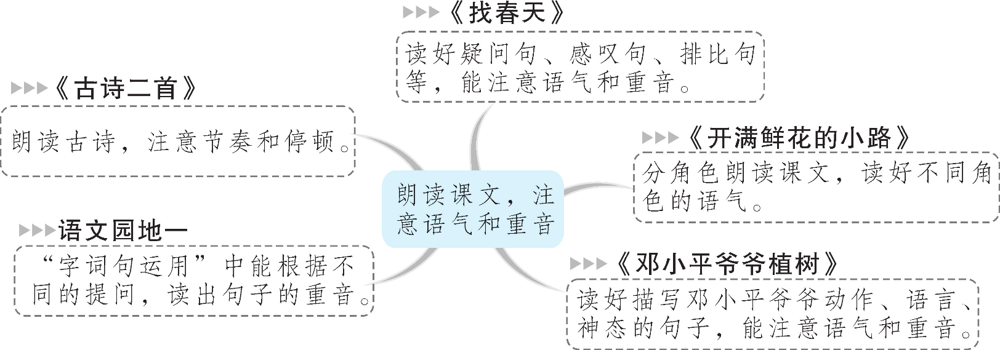 《找春天》
读好疑问句、感叹句、排比句
等，能注意语气和重音。
《古诗二首》
朗读古诗，注意节奏和停顿。
《开满鲜花的小路》
分角色朗读课文，读好不同角
色的语气。
朗读课文，注
意语气和重音
语文园地一
“字词句运用”中能根据不
同的提问，读出句子的重音。
《邓小平爷爷植树》
读好描写邓小平爷爷动作、语言、
神态的句子，能注意语气和重音。